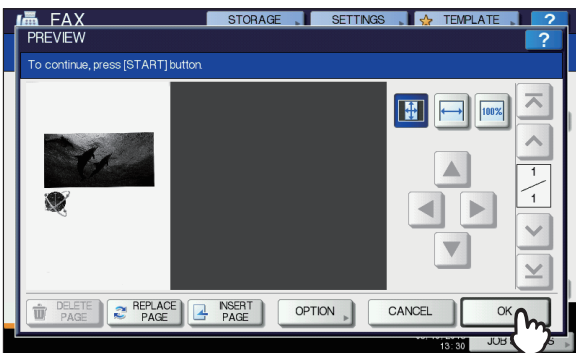 FAX
STORAGE
SETTINGS
TEMPLATE
?
PREVIEW
?
To continue, press [START] button.
100%
1
1
DELETE
PAGE
REPLACE
PAGE
INSERT
PAGE
OPTION
CANCEL
OK
13:30
JOB